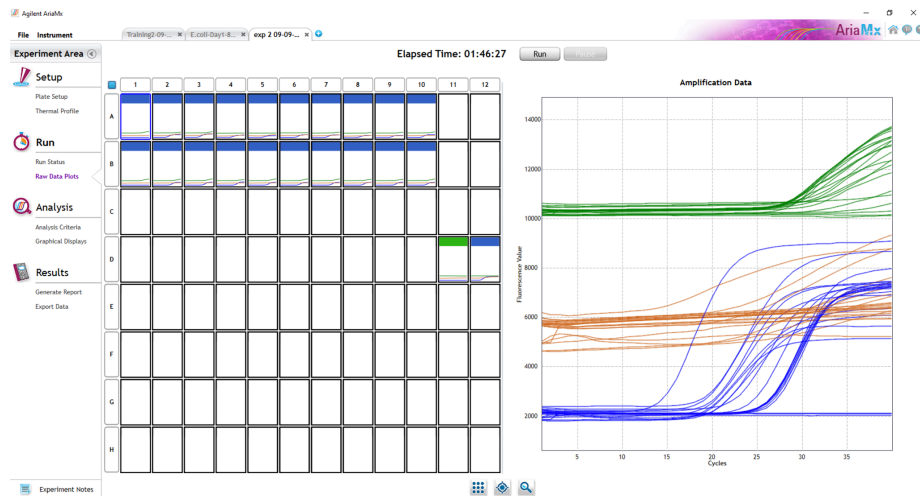 Agilent AriaMx
File Instrument
Training2-09-... E.coli-Day1-8... exp 2 09-09-...
AriaMx
Experiment Area
Elapsed Time: 01:46:27
Run
Setup
Plate Setup
Thermal Profile
Run
Run Status
Raw Data Plots
Analysis
Analysis Criteria
Graphical Displays
Results
Generate Report
Export Data
Experiment Notes
1 2 3 4 5 6 7 8 9 10 11 12
A
B
C
D
E
F
G
H
Amplification Data
Fluorescence Value
14000
12000
10000
8000
6000
4000
2000
5 10 15 20 25 30 35
Cycles